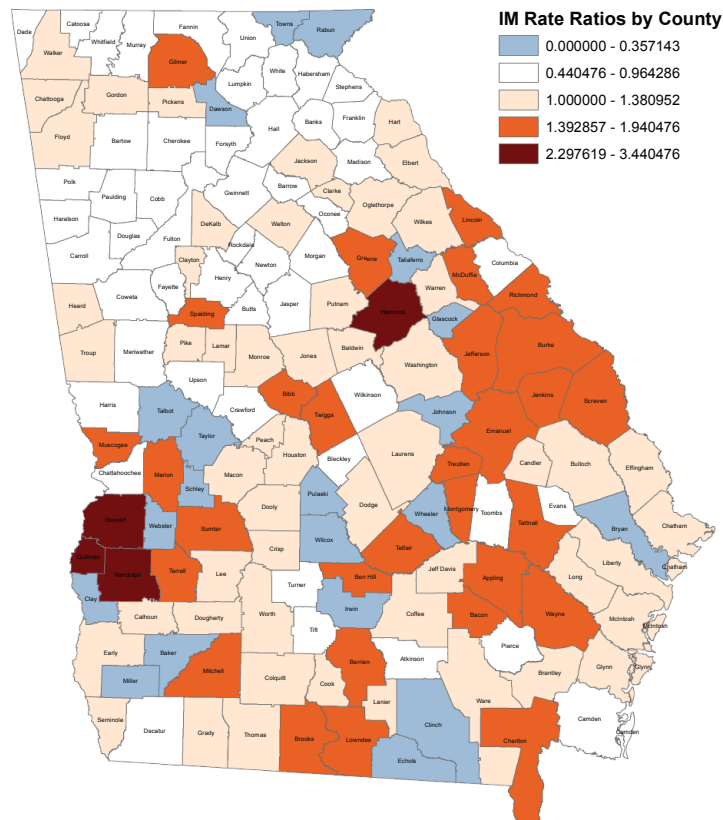 IM Rate Ratios by County
0.000000 - 0.357143
0.440476 - 0.964286
1.000000 - 1.380952
1.392857 - 1.940476
2.297619 - 3.440476
Dade
Catoosa
Whitfield
Murray
Fannin
Union
Towns
Rabun
Walker
Gilmer
White
Habersham
Stephens
Lumpkin
Chattooga
Gordon
Pickens
Dawson
Hall
Banks
Franklin
Hart
Floyd
Bartow
Cherokee
Forsyth
Jackson
Madison
Elbert
Polk
Paulding
Cobb
Gwinnett
Barrow
Clarke
Oconee
Oglethorpe
Wilkes
Lincoln
Haralson
Douglas
Fulton
DeKalb
Rockdale
Walton
Morgan
Greene
Taliaferro
McDuffie
Columbia
Carroll
Clayton
Newton
Henry
Fayette
Coweta
Warren
Richmond
Heard
Spalding
Butts
Jasper
Putnam
Hancock
Glascock
Troup
Meriwether
Pike
Lamar
Monroe
Jones
Baldwin
Washington
Jefferson
Burke
Upson
Harris
Talbot
Crawford
Bibb
Twiggs
Wilkinson
Johnson
Jenkins
Screven
Taylor
Muscogee
Peach
Houston
Bleckley
Laurens
Emanuel
Chattahoochee
Marion
Macon
Schley
Treutlen
Candler
Bulloch
Effingham
Pulaski
Dodge
Dooly
Stewart
Webster
Sumter
Wilcox
Wheeler
Montgomery
Toombs
Tattnall
Evans
Bryan
Chatham
Chatham
Quitman
Randolph
Terrell
Lee
Crisp
Turner
Ben Hill
Telfair
Jeff Davis
Appling
Long
Liberty
Clay
Calhoun
Dougherty
Worth
Tift
Irwin
Coffee
Bacon
Wayne
McIntosh
McIntosh
Early
Baker
Mitchell
Colquitt
Cook
Berrien
Atkinson
Pierce
Brantley
Glynn
Glynn
Miller
Lanier
Clinch
Ware
Seminole
Decatur
Grady
Thomas
Brooks
Lowndes
Echols
Charlton
Camden
Camden